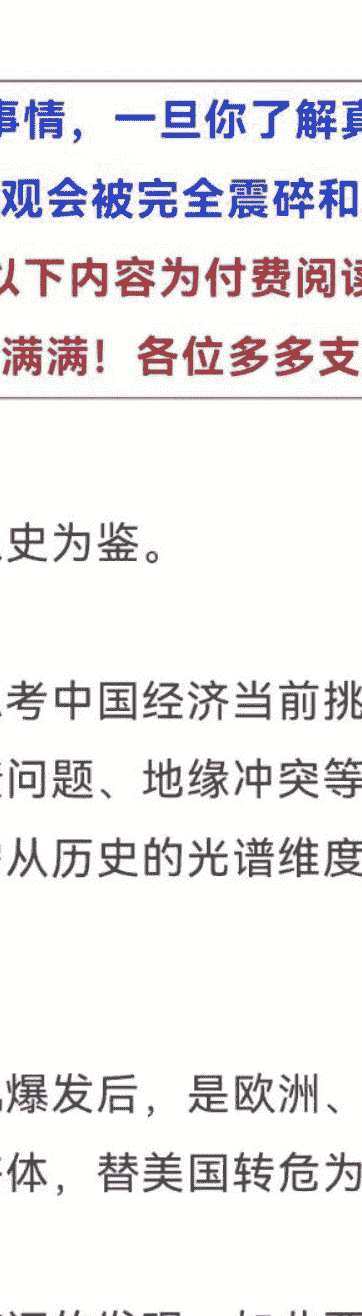 事情，一旦你了解真
观会被完全震碎和
以下内容为付费阅读
满满！各位多多支
史为鉴。
考中国经济当前挑
问题、地缘冲突等
从历史的光谱维度
爆发后，是欧洲、
体，替美国转危为